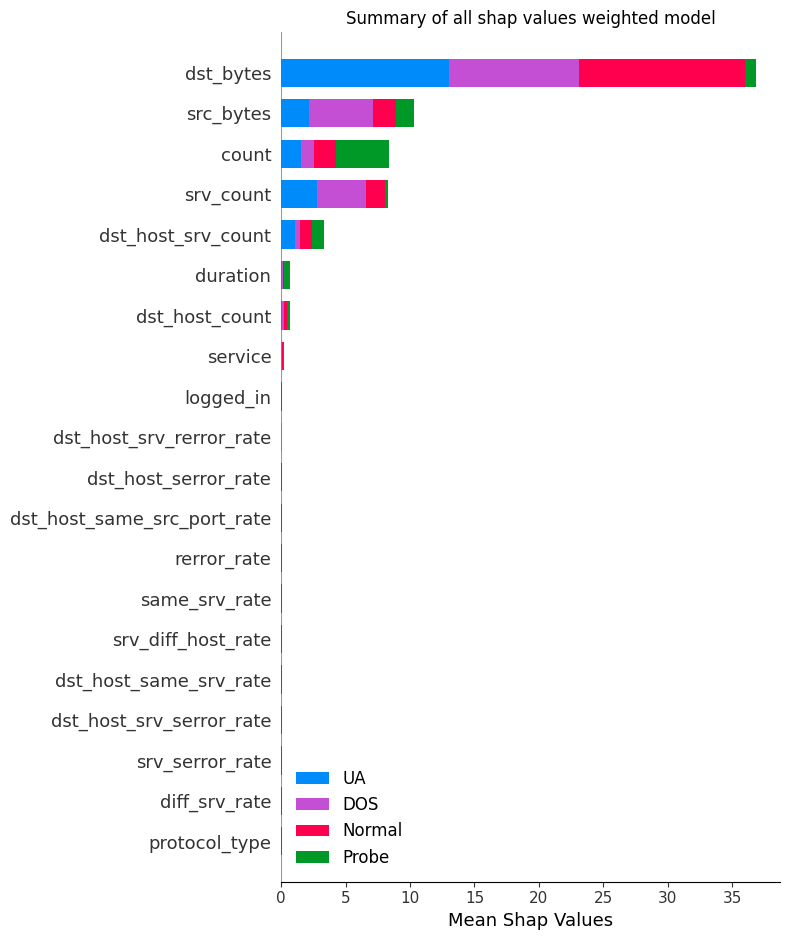 Summary of all shap values weighted model
dst_bytes
src_bytes
count
srv_count
dst_host_srv_count
duration
dst_host_count
service
logged_in
dst_host_srv_rerror_rate
dst_host_serror_rate
dst_host_same_src_port_rate
rerror_rate
same_srv_rate
srv_diff_host_rate
dst_host_same_srv_rate
dst_host_srv_serror_rate
srv_serror_rate
diff_srv_rate
protocol_type
UA
DOS
Normal
Probe
0 5 10 15 20 25 30 35
Mean Shap Values